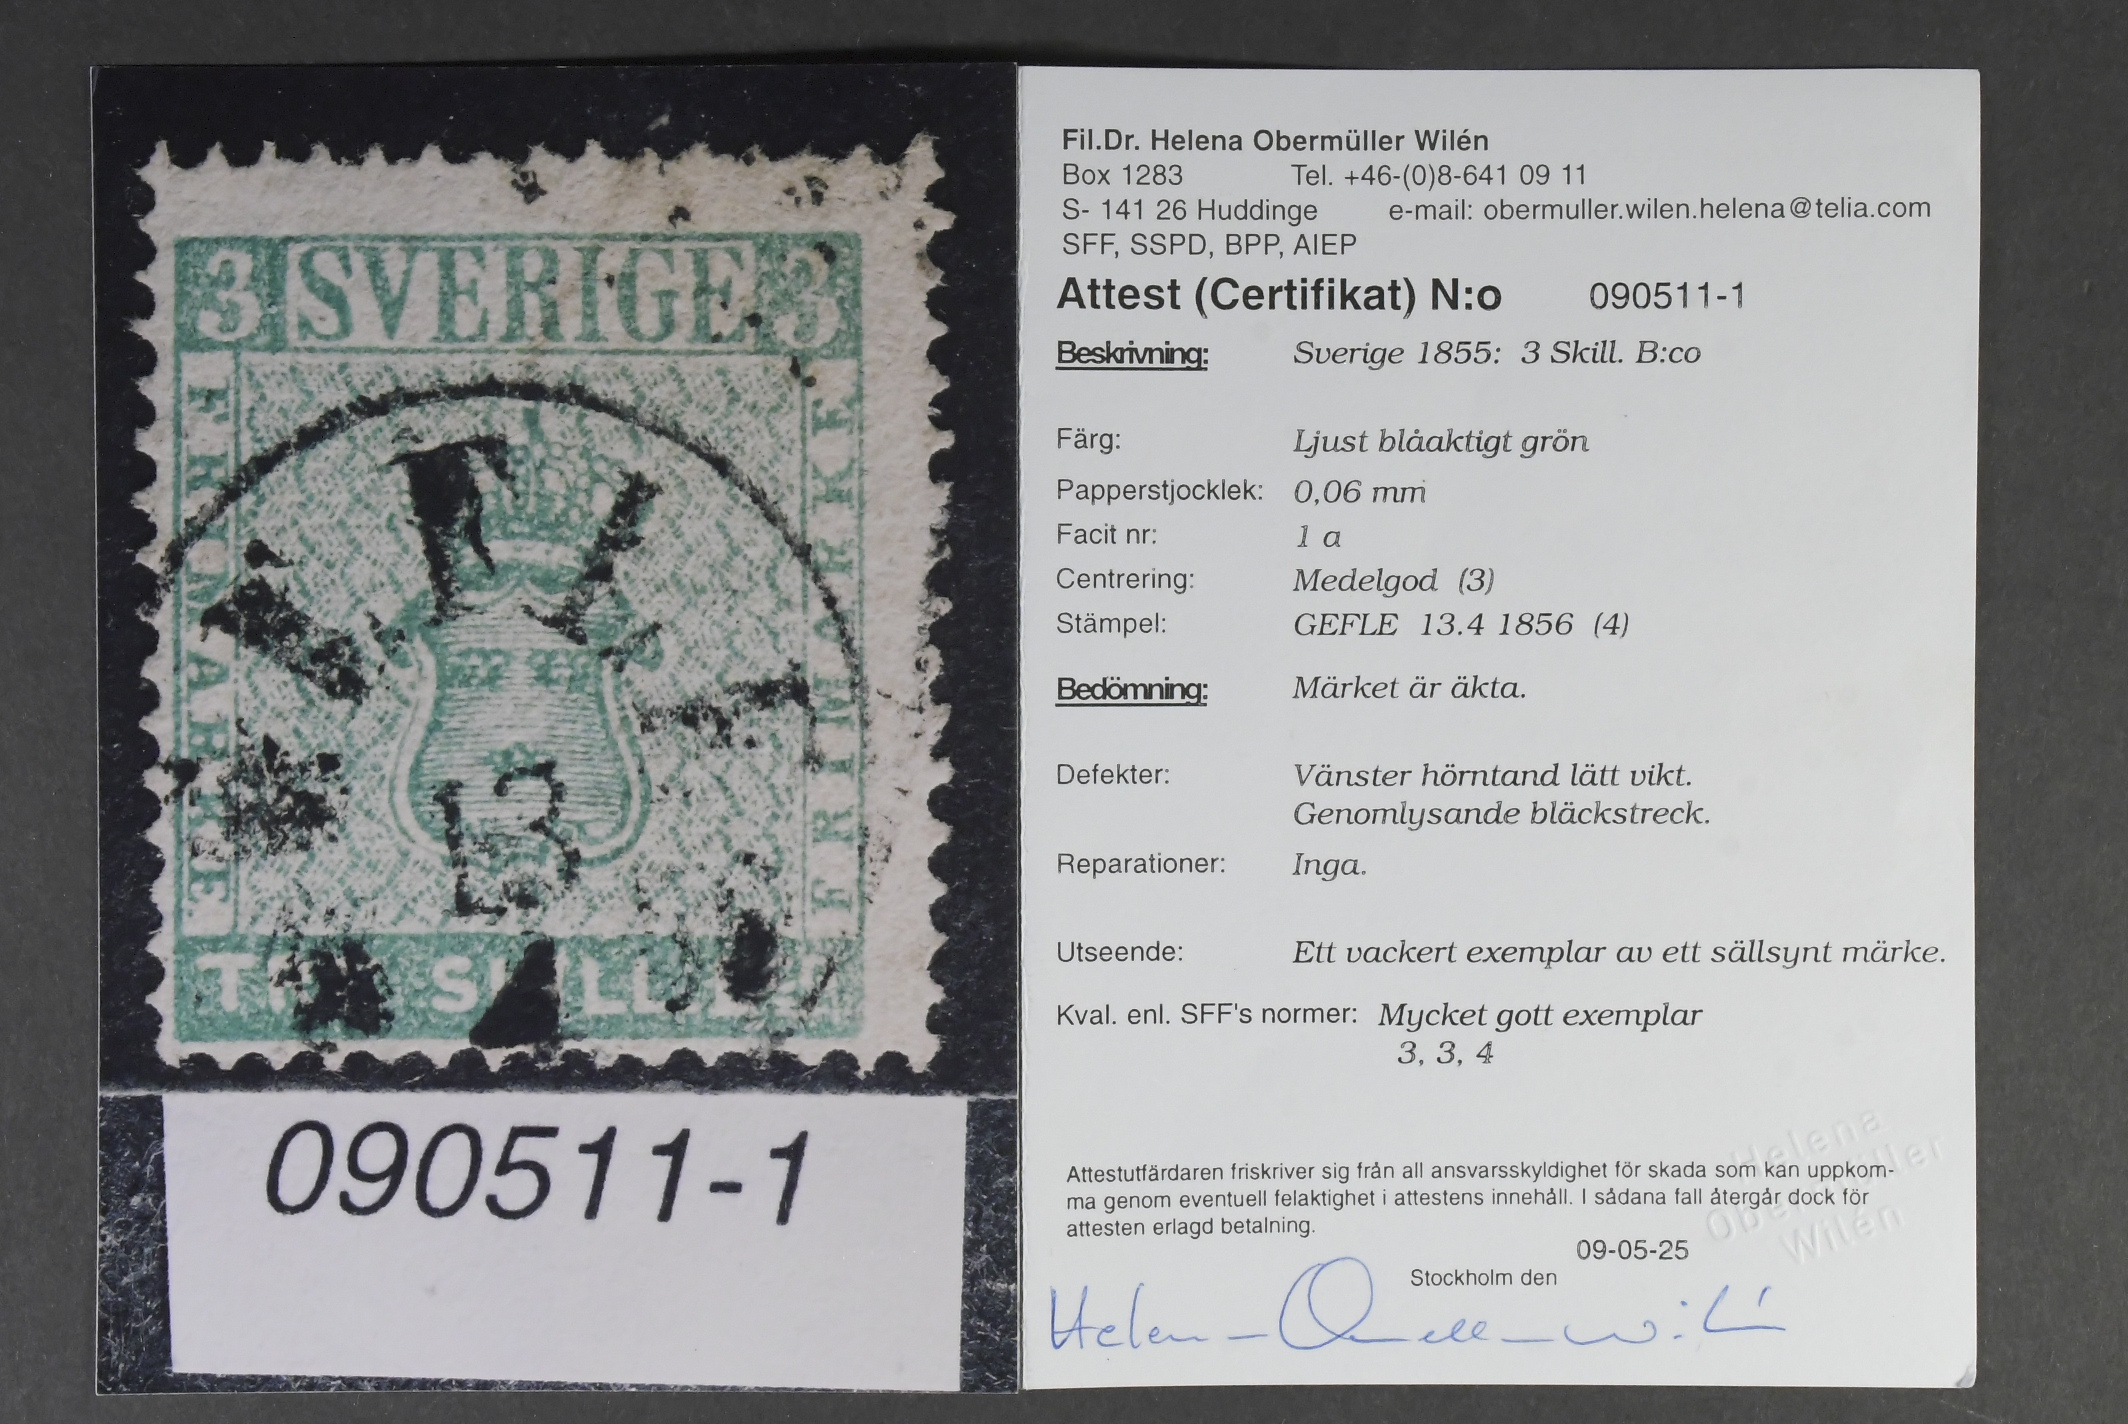 3 SVERIGE 3
FRIMÄRKE
GEFLE
13
4
TRE SKILL.
090511-1
Fil.Dr. Helena Obermüller Wilén
Box 1283 Tel. +46-(0)8-641 09 11
S- 141 26 Huddinge e-mail: obermuller.wilen.helena@telia.com
SFF, SSPD, BPP, AIEP
Attest (Certifikat) N:o 090511-1
Beskrivning: Sverige 1855: 3 Skill. B:co
Färg: Ljust blåaktigt grön
Papperstjocklek: 0,06 mm
Facit nr: 1 a
Centrering: Medelgod (3)
Stämpel: GEFLE 13.4 1856 (4)
Bedömning: Märket är äkta.
Defekter: Vänster hörntand lätt vikt.
Genomlysande bläckstreck.
Reparationer: Inga.
Utseende: Ett vackert exemplar av ett sällsynt märke.
Kval. enl. SFF's normer: Mycket gott exemplar
3, 3, 4
Helena
Obermüller
Wilén
Attestutfärdaren friskriver sig från all ansvarsskyldighet för skada som kan uppkom-
ma genom eventuell felaktighet i attestens innehåll. I sådana fall återgår dock för
attesten erlagd betalning.
09-05-25
Stockholm den